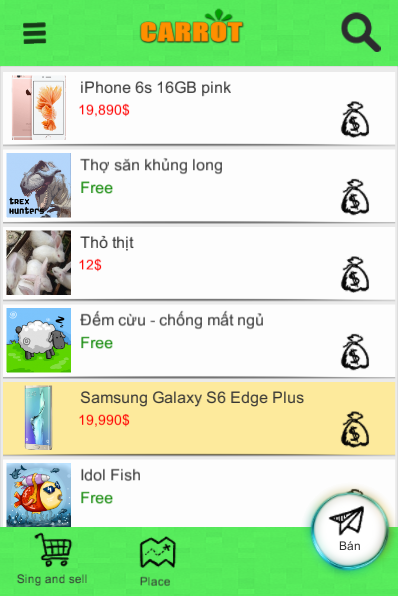 CARROT
iPhone 6s 16GB pink
19,890$
Thợ săn khủng long
Free
TREX
HUNTERS
Thỏ thịt
12$
Đếm cừu - chống mất ngủ
Free
Samsung Galaxy S6 Edge Plus
19,990$
Idol Fish
Free
Bán
Sing and sell
Place